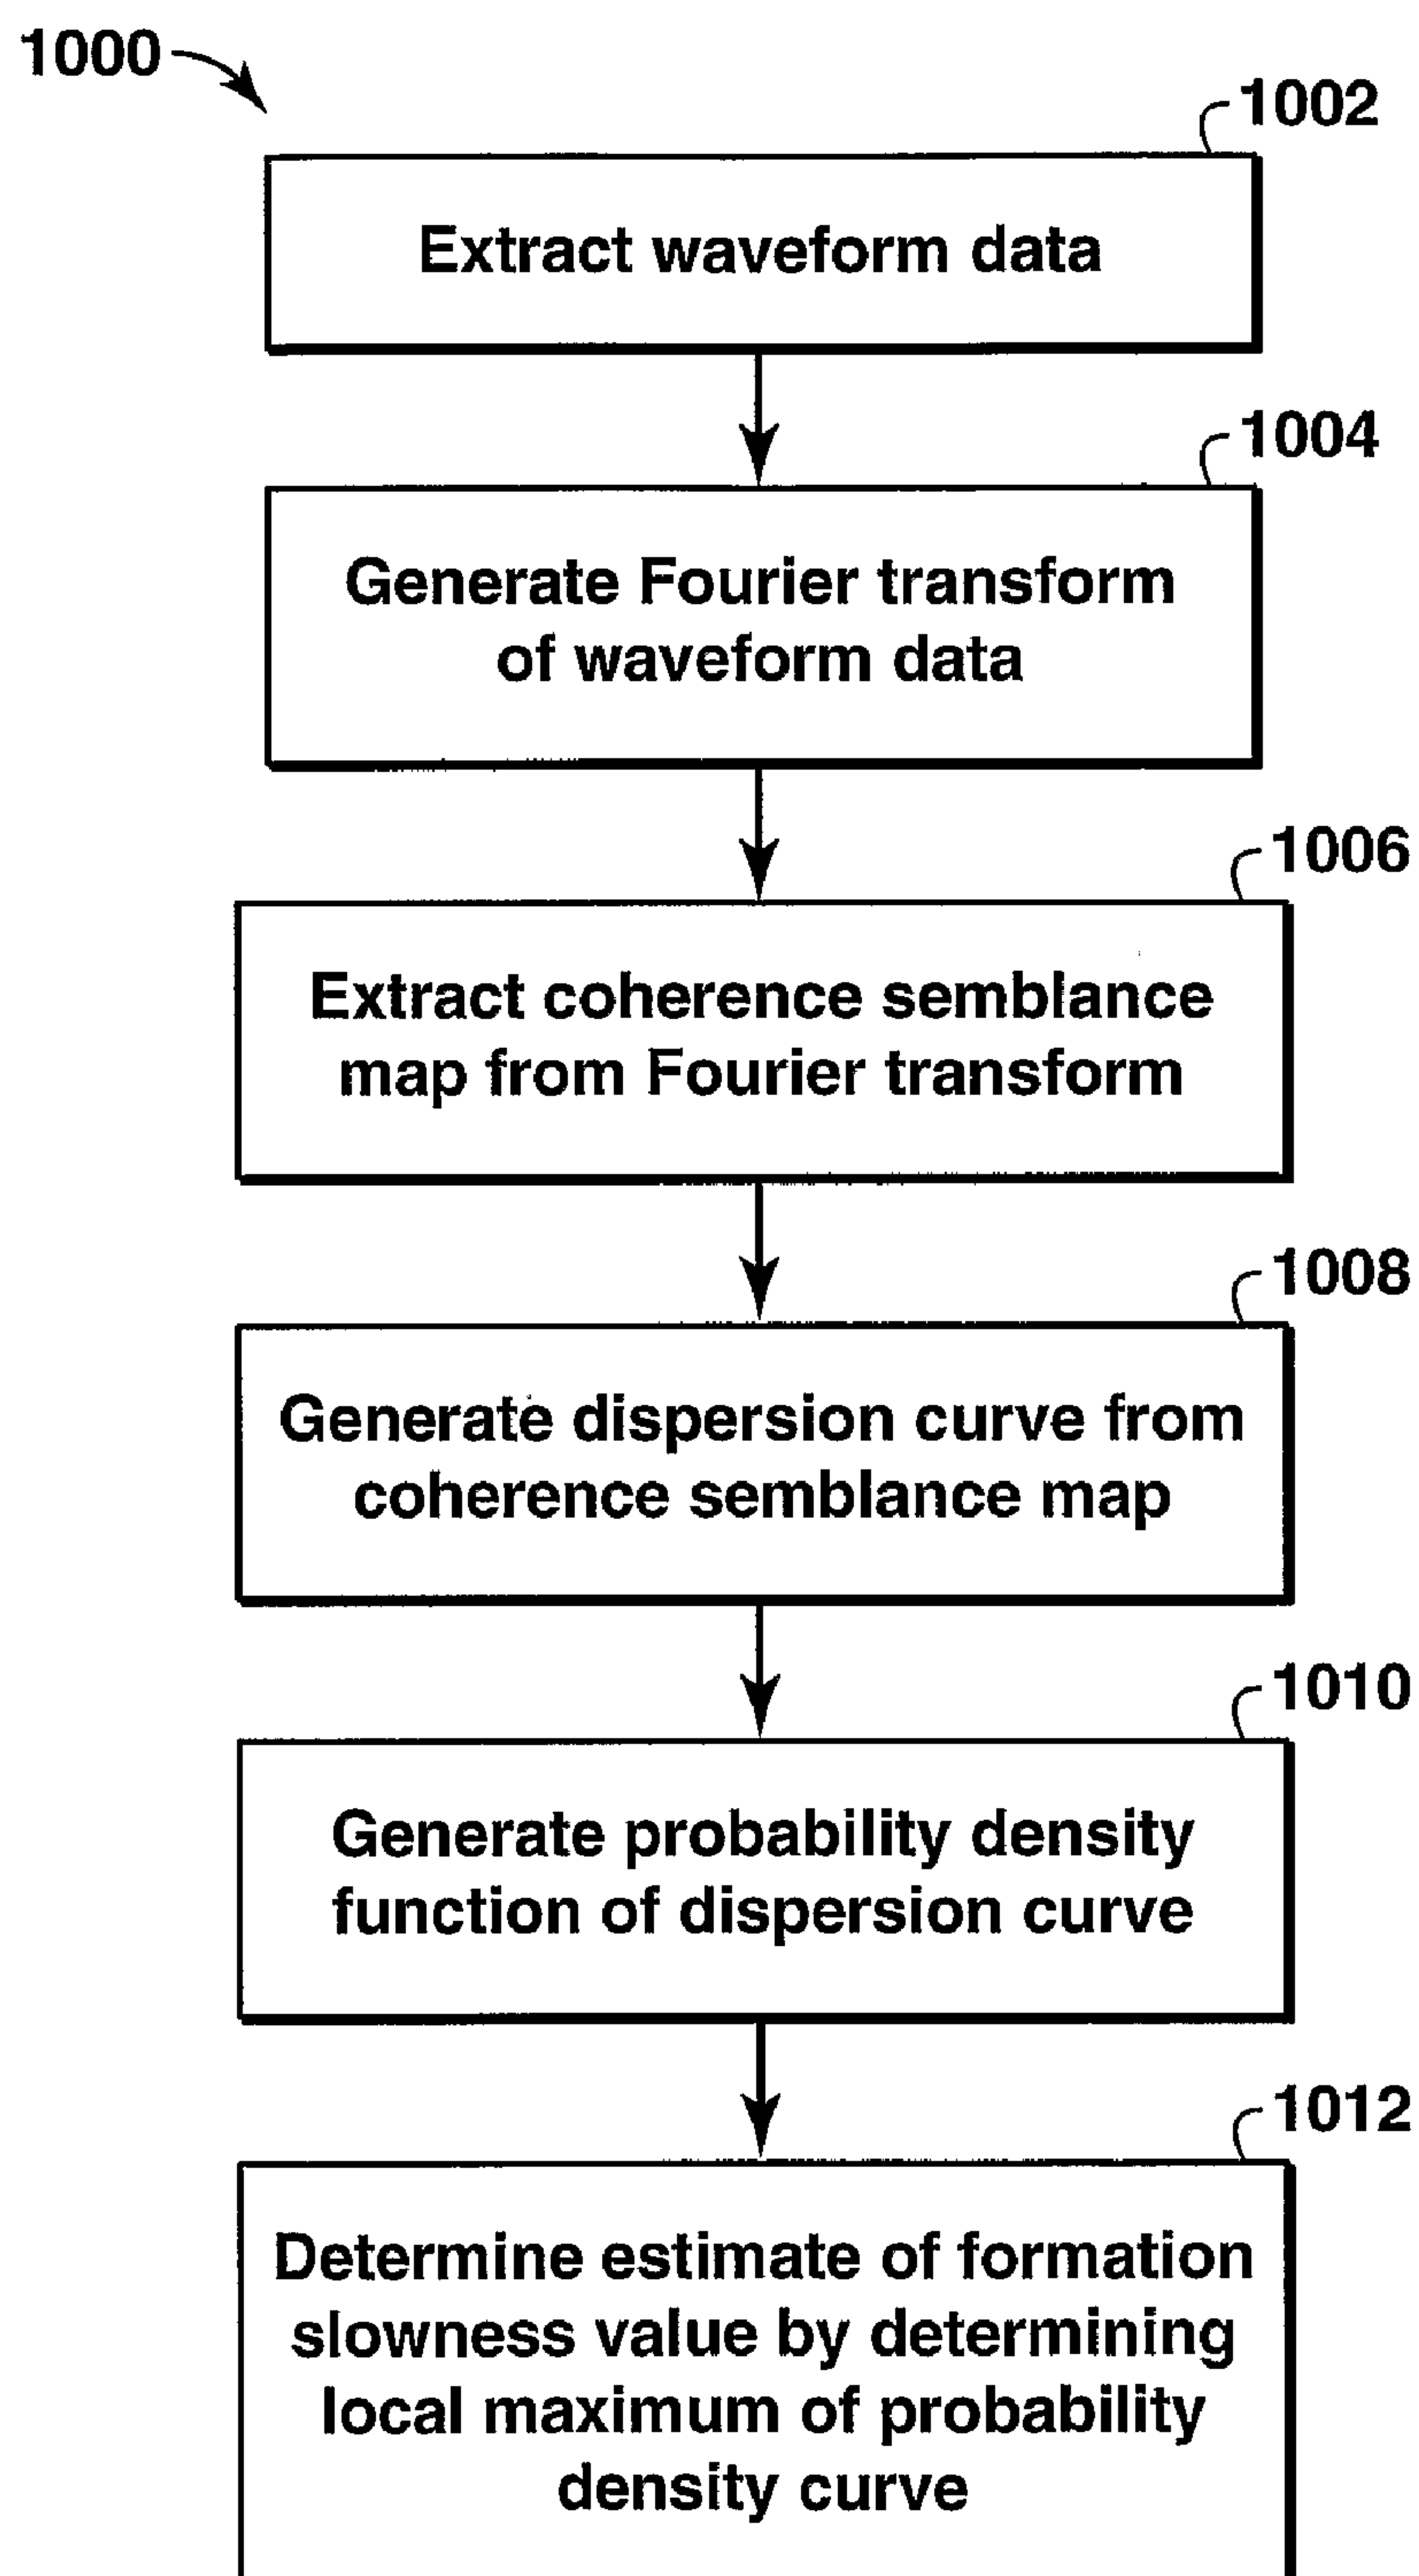 1000
1002
Extract waveform data
1004
Generate Fourier transform
of waveform data
1006
Extract coherence semblance
map from Fourier transform
1008
Generate dispersion curve from
coherence semblance map
1010
Generate probability density
function of dispersion curve
1012
Determine estimate of formation
slowness value by determining
local maximum of probability
density curve